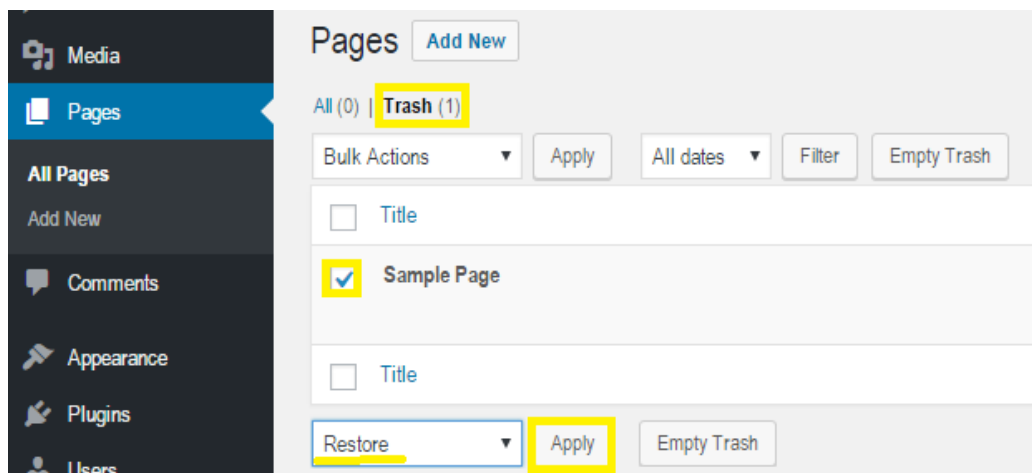 Media
Pages
All Pages
Add New
Comments
Appearance
Plugins
Users
Pages Add New
All (0) | Trash (1)
Bulk Actions Apply All dates Filter Empty Trash
Title
Sample Page
Title
Restore Apply Empty Trash